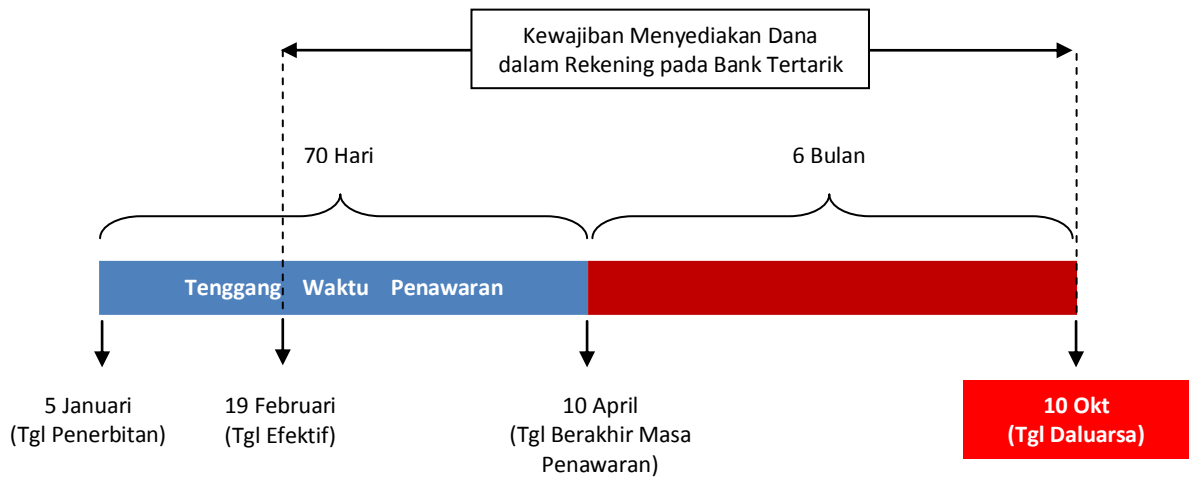 Kewajiban Menyediakan Dana
dalam Rekening pada Bank Tertarik
70 Hari
6 Bulan
Tenggang Waktu Penawaran
5 Januari
(Tgl Penerbitan)
19 Februari
(Tgl Efektif)
10 April
(Tgl Berakhir Masa
Penawaran)
10 Okt
(Tgl Daluarsa)